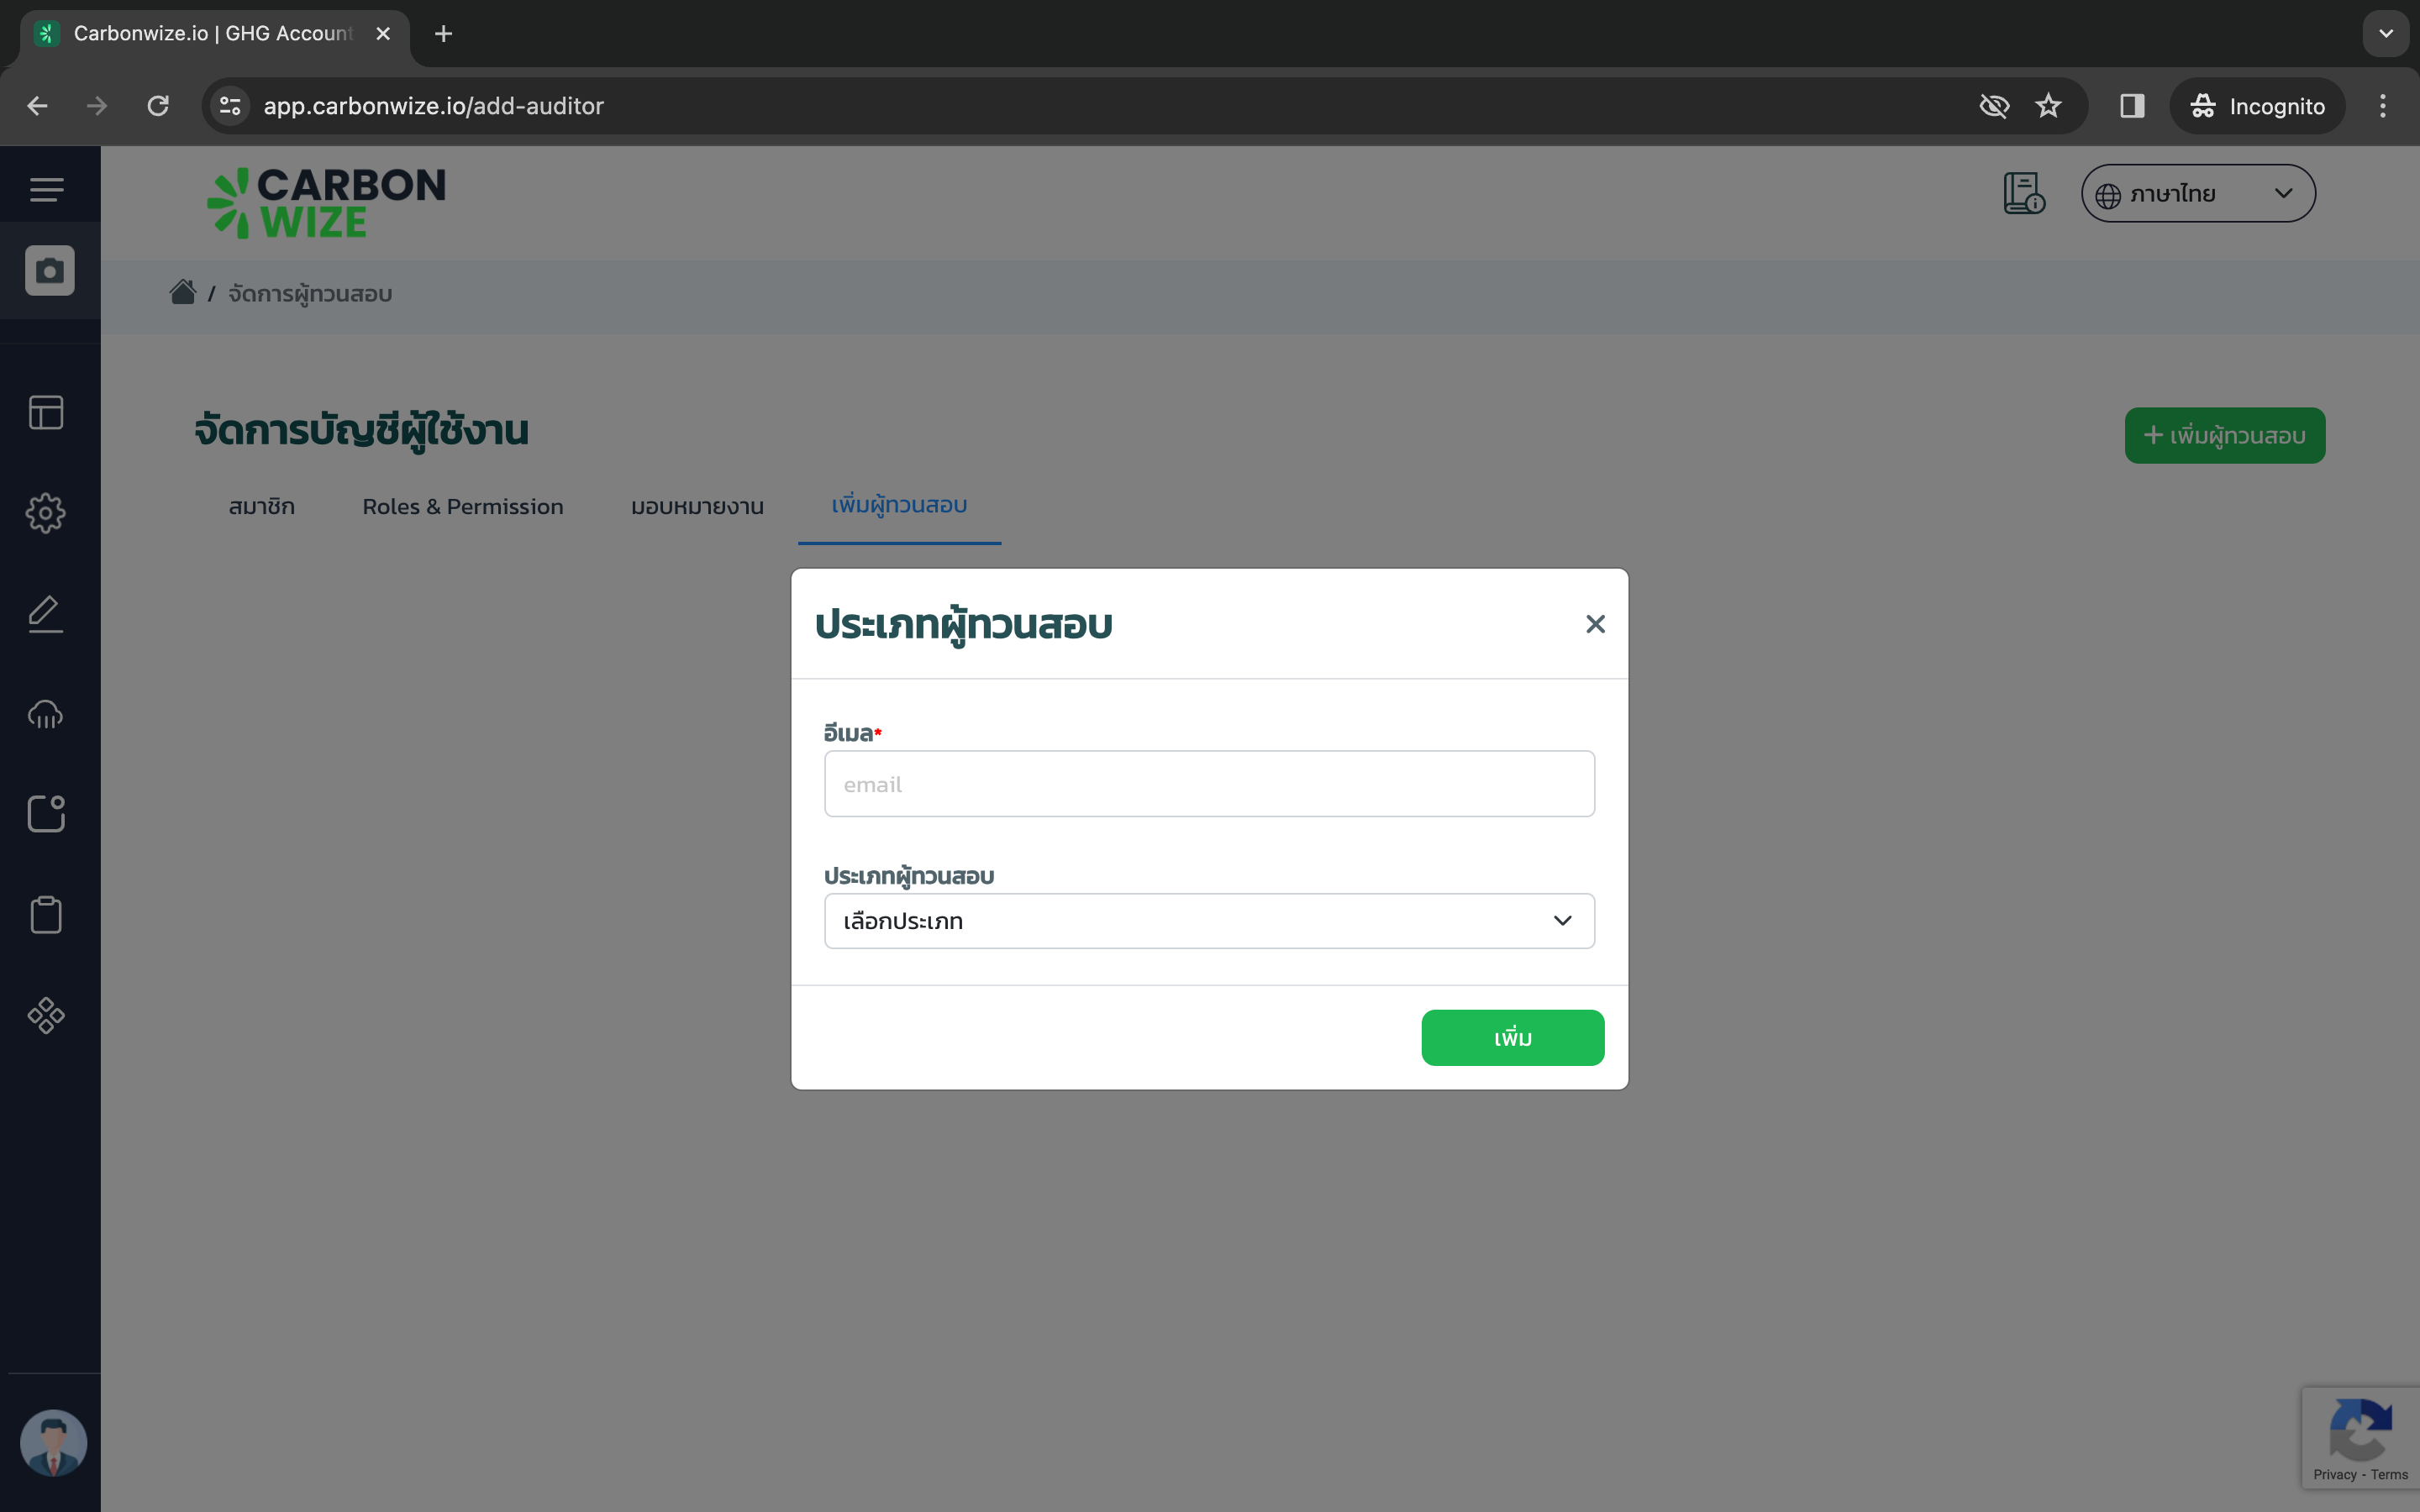 Carbonwize.io | GHG Account
app.carbonwize.io/add-auditor
Incognito
CARBON
WIZE
ภาษาไทย
/ จัดการผู้ทวนสอบ
จัดการบัญชีผู้ใช้งาน
+ เพิ่มผู้ทวนสอบ
สมาชิก
Roles & Permission
มอบหมายงาน
เพิ่มผู้ทวนสอบ
ประเภทผู้ทวนสอบ
อีเมล*
email
ประเภทผู้ทวนสอบ
เลือกประเภท
เพิ่ม
Privacy - Terms